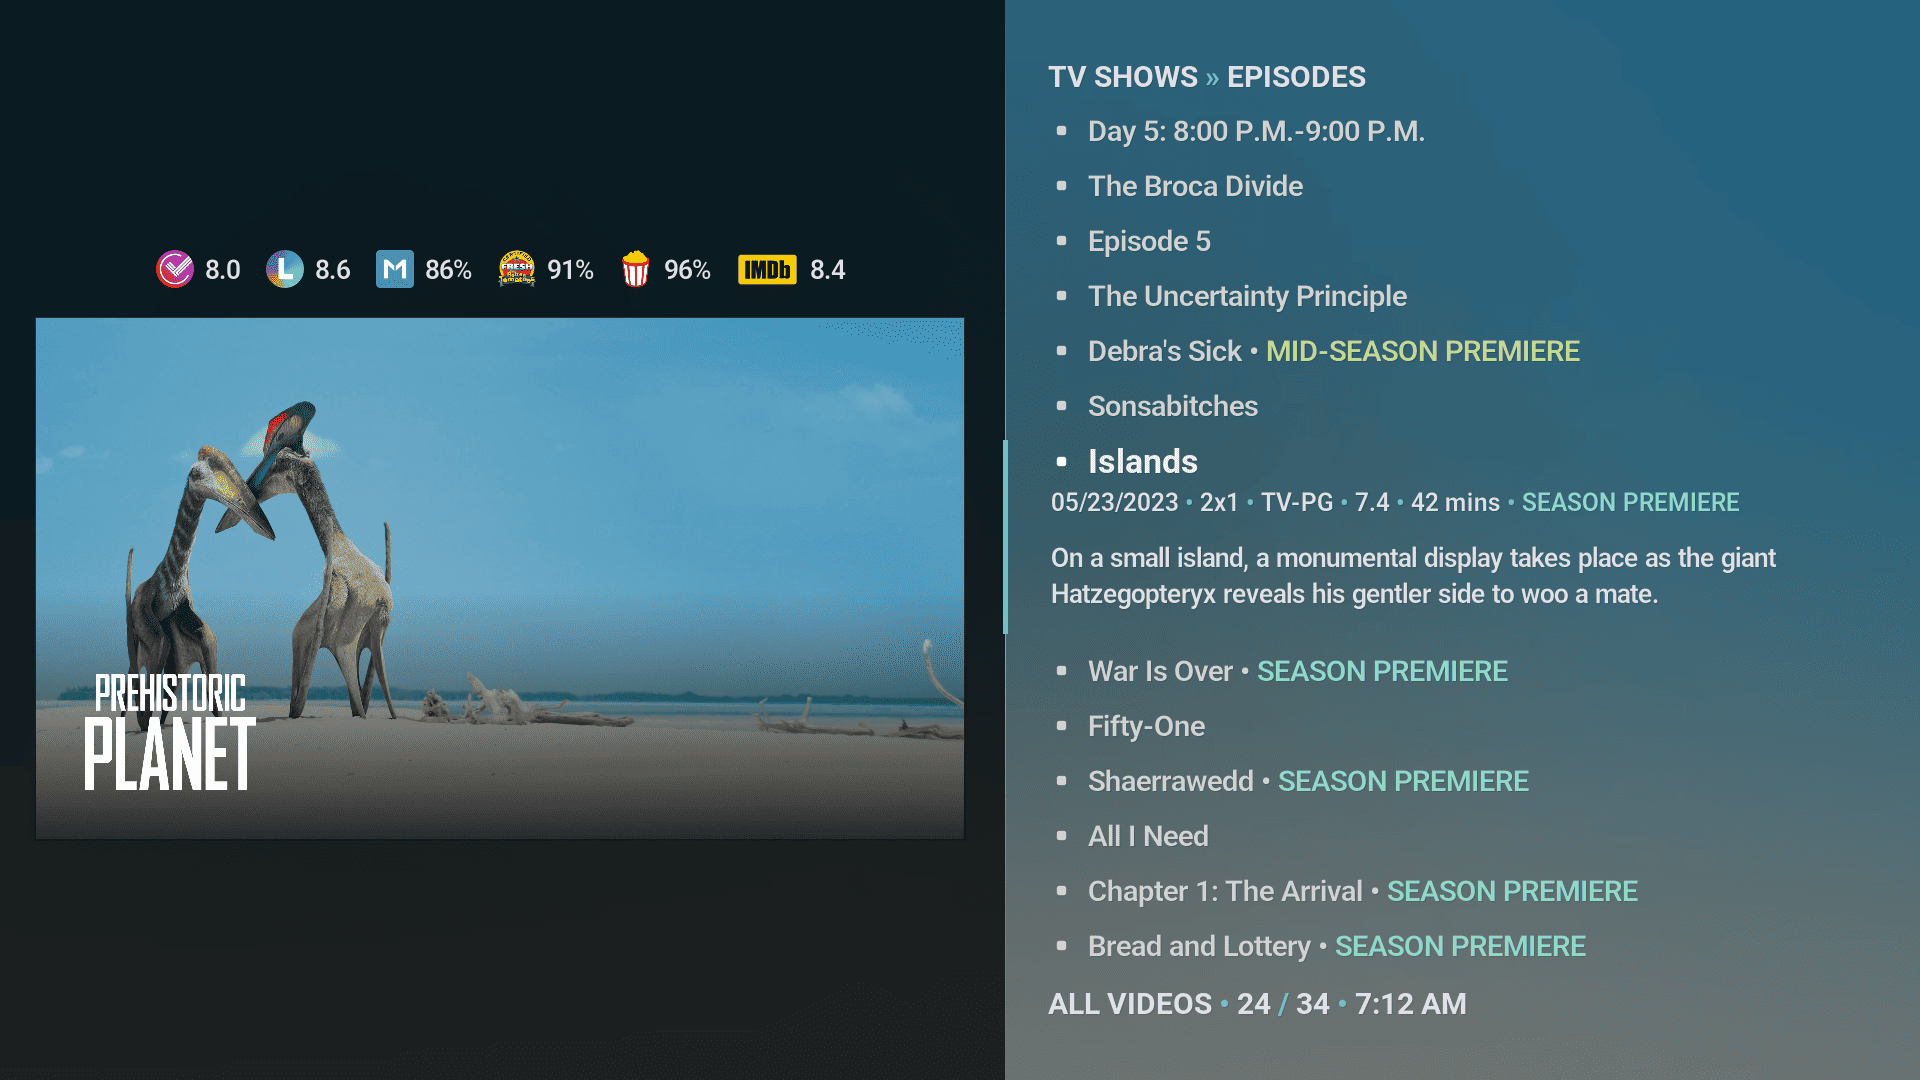 8.0 L 8.6 M 86% FRESH 91% 96% IMDb 8.4
PREHISTORIC
PLANET
TV SHOWS » EPISODES
▪ Day 5: 8:00 P.M.-9:00 P.M.
▪ The Broca Divide
▪ Episode 5
▪ The Uncertainty Principle
▪ Debra's Sick • MID-SEASON PREMIERE
▪ Sonsabitches
▪ Islands
05/23/2023 • 2x1 • TV-PG • 7.4 • 42 mins • SEASON PREMIERE
On a small island, a monumental display takes place as the giant
Hatzegopteryx reveals his gentler side to woo a mate.
▪ War Is Over • SEASON PREMIERE
▪ Fifty-One
▪ Shaerrawedd • SEASON PREMIERE
▪ All I Need
▪ Chapter 1: The Arrival • SEASON PREMIERE
▪ Bread and Lottery • SEASON PREMIERE
ALL VIDEOS • 24 / 34 • 7:12 AM